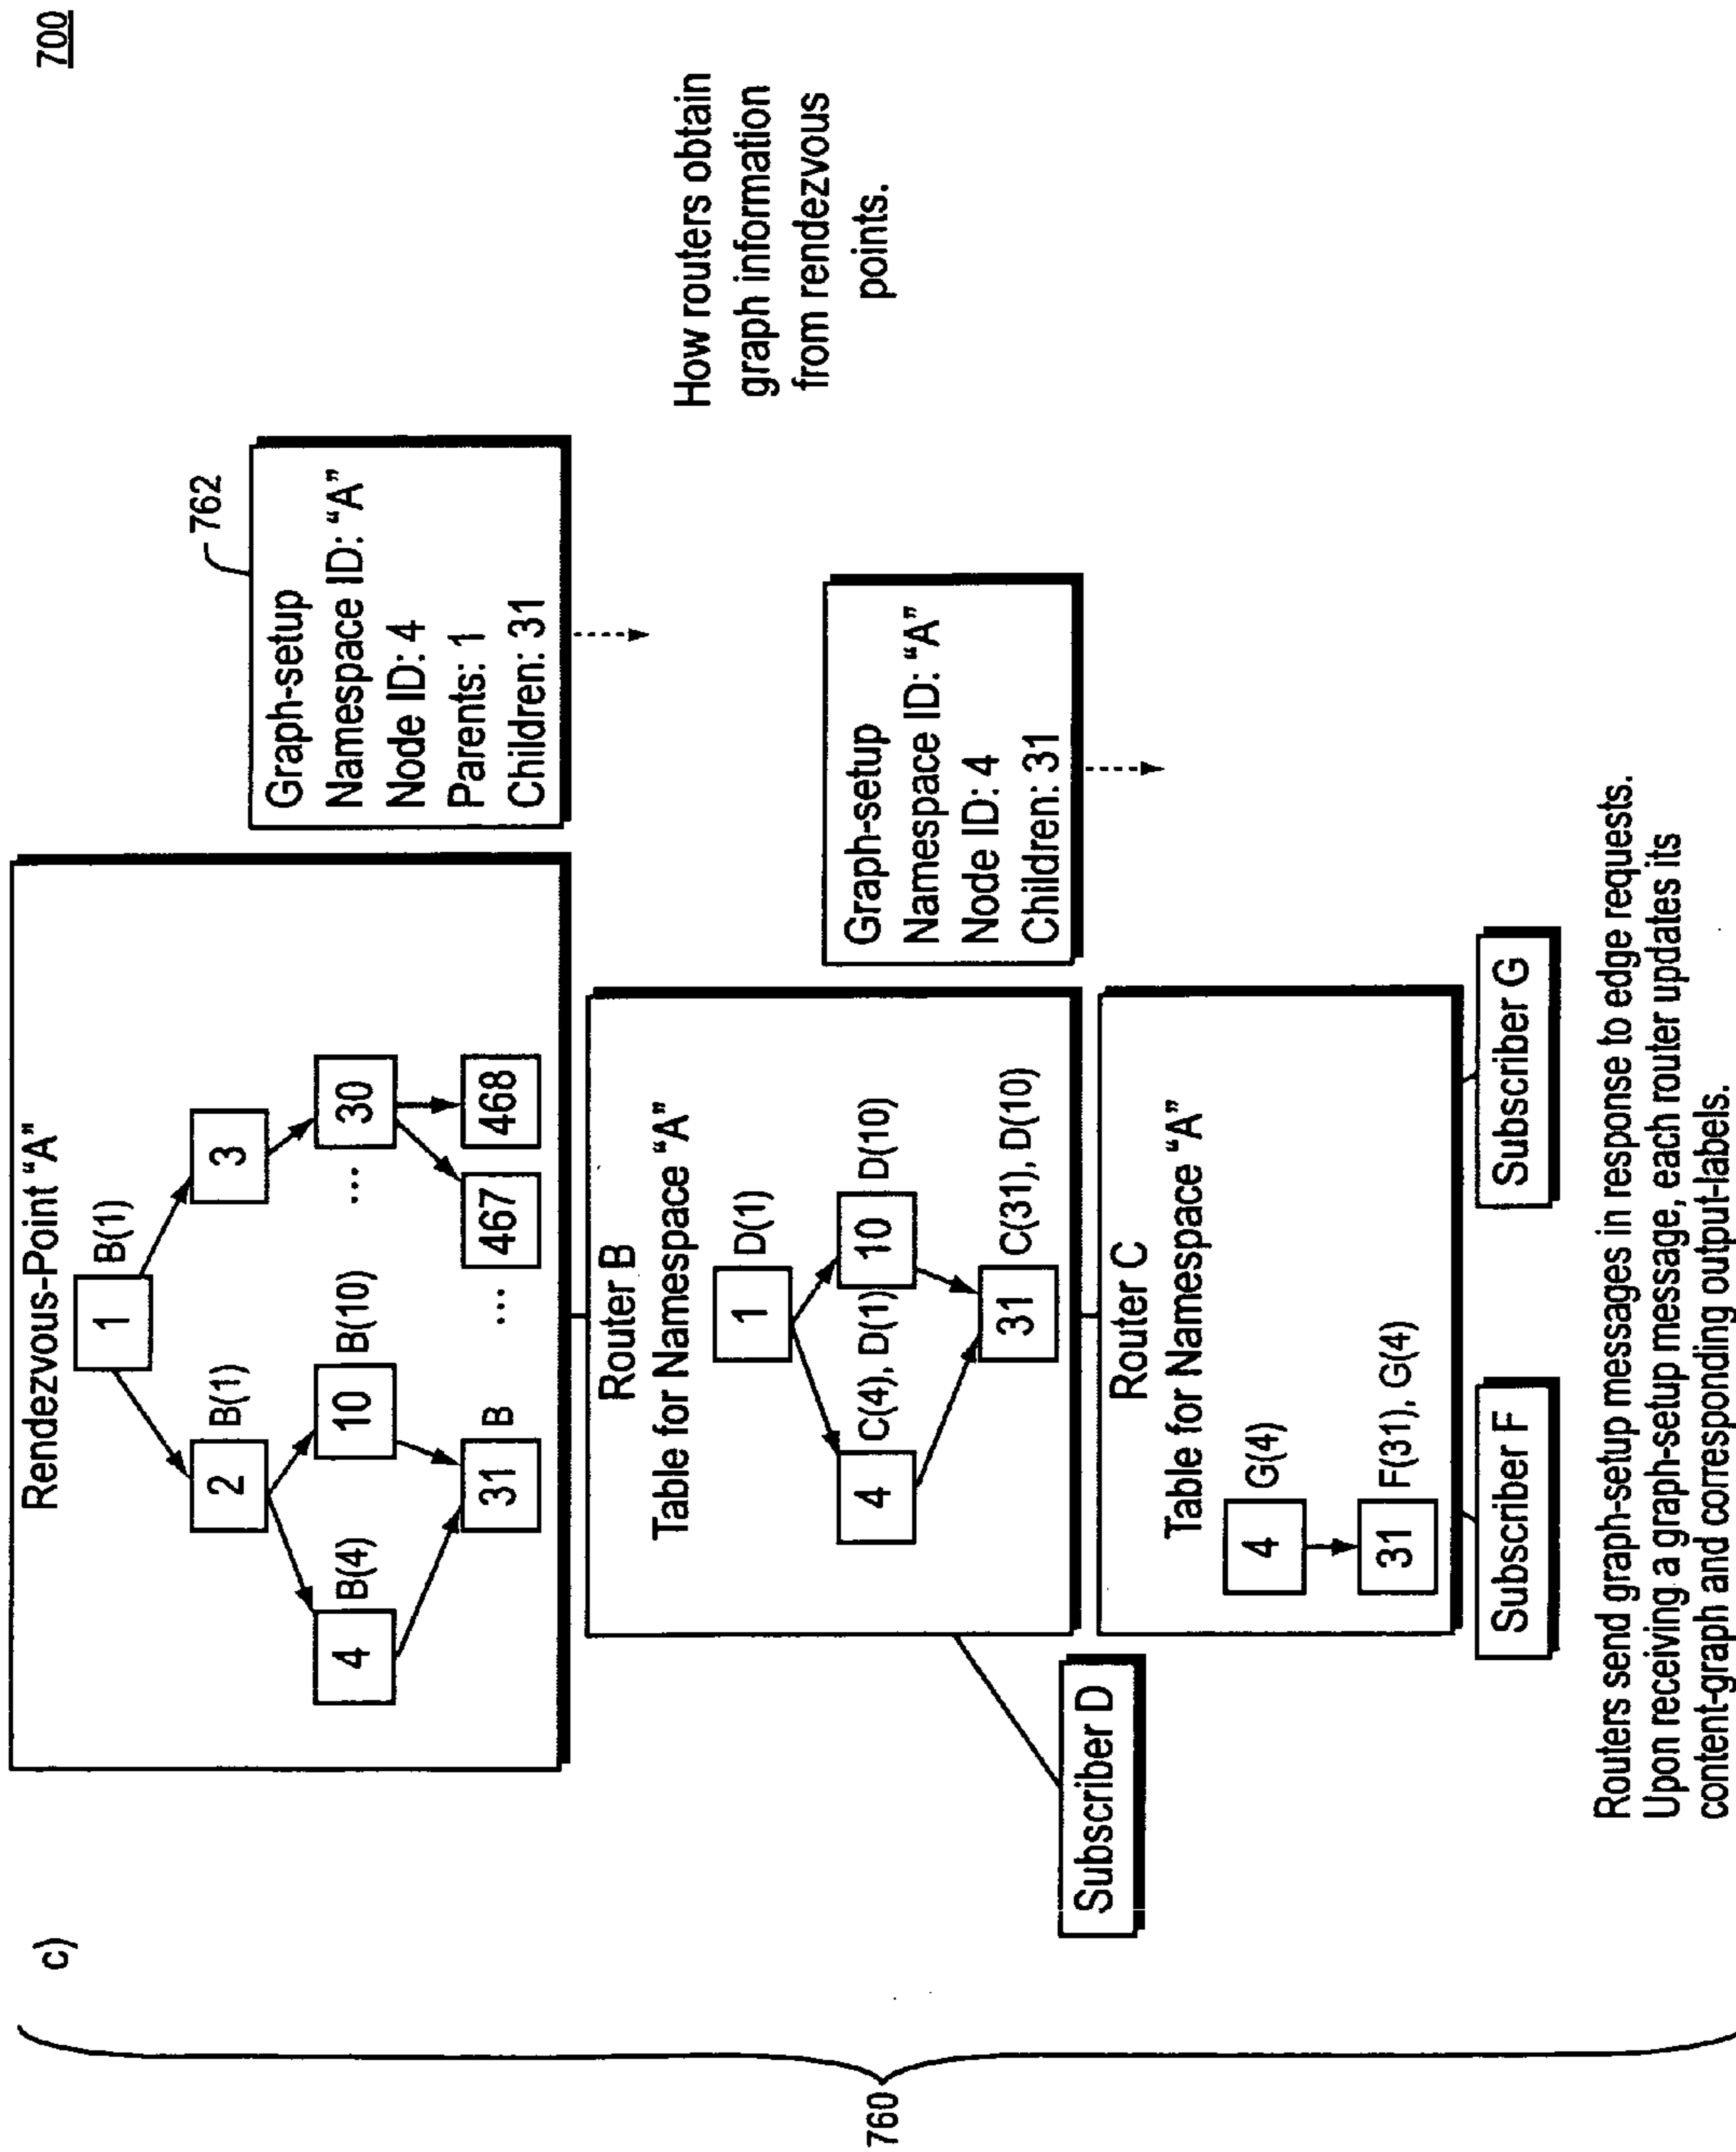 700
c)
760
Rendezvous-Point “A”
1 B(1)
2 B(1)
3
4 B(4)
10 B(10)
...
30
31 B
...
467
468
762
Graph-setup
Namespace ID: “A”
Node ID: 4
Parents: 1
Children: 31
How routers obtain
graph information
from rendezvous
points.
Router B
Table for Namespace “A”
1 D(1)
4 C(4), D(1)
10 D(10)
31 C(31), D(10)
Graph-setup
Namespace ID: “A”
Node ID: 4
Children: 31
Subscriber D
Router C
Table for Namespace “A”
4 G(4)
31 F(31), G(4)
Subscriber F
Subscriber G
Routers send graph-setup messages in response to edge requests.
Upon receiving a graph-setup message, each router updates its
content-graph and corresponding output-labels.